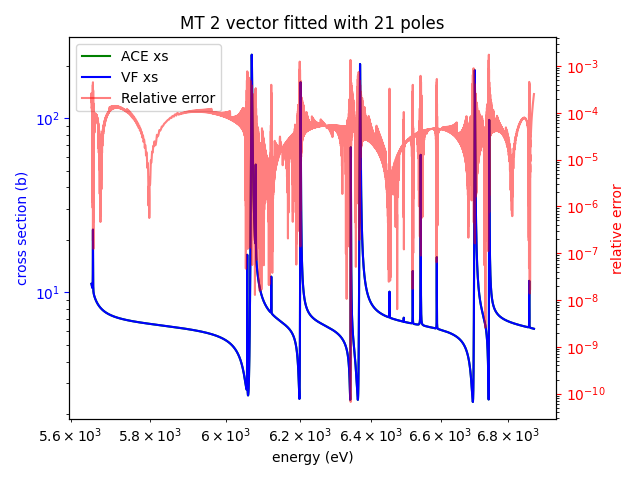 MT 2 vector fitted with 21 poles
ACE xs
VF xs
Relative error
cross section (b)
10²
10¹
relative error
10⁻³
10⁻⁴
10⁻⁵
10⁻⁶
10⁻⁷
10⁻⁸
10⁻⁹
10⁻¹⁰
5.6 × 10³ 5.8 × 10³ 6 × 10³ 6.2 × 10³ 6.4 × 10³ 6.6 × 10³ 6.8 × 10³
energy (eV)